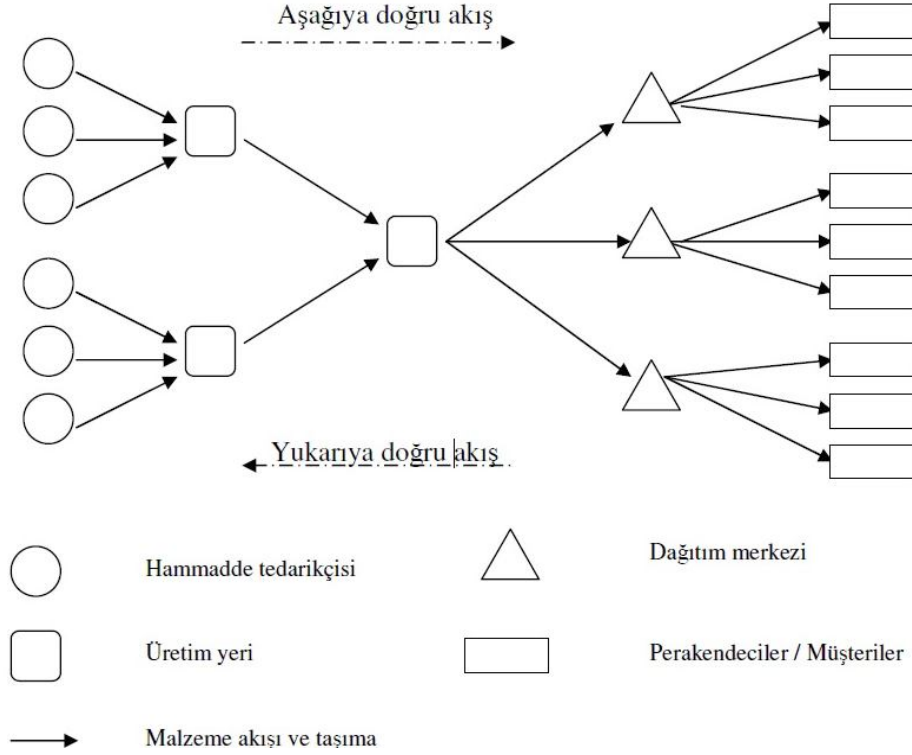 Aşağıya doğru akış
Yukarıya doğru akış
Hammadde tedarikçisi
Dağıtım merkezi
Üretim yeri
Perakendeciler / Müşteriler
Malzeme akışı ve taşıma